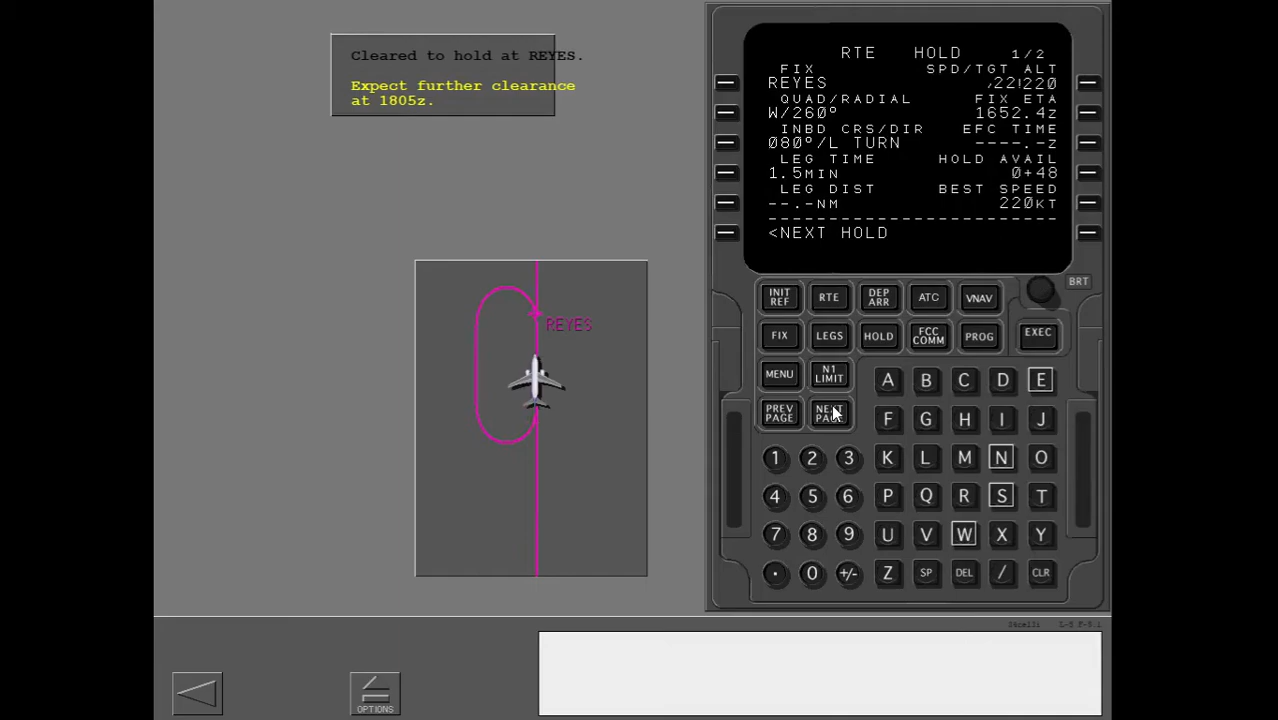 Cleared to hold at REYES.
Expect further clearance
at 1805z.
REYES
RTE HOLD 1/2
FIX SPD/TGT ALT
REYES 220
QUAD/RADIAL FIX ETA
W/260° 1652.4z
INBD CRS/DIR EFC TIME
080°/L TURN ----.-z
LEG TIME HOLD AVAIL
1.5MIN 0+48
LEG DIST BEST SPEED
--.-NM 220KT
--------------------------
<NEXT HOLD
BRT
INIT REF RTE DEP ARR ATC VNAV
FIX LEGS HOLD FCC COMM PROG EXEC
MENU N1 LIMIT
PREV PAGE NEXT PAGE
A B C D E
F G H I J
1 2 3 K L M N O
4 5 6 P Q R S T
7 8 9 U V W X Y
. 0 +/- Z SP DEL / CLR
OPTIONS